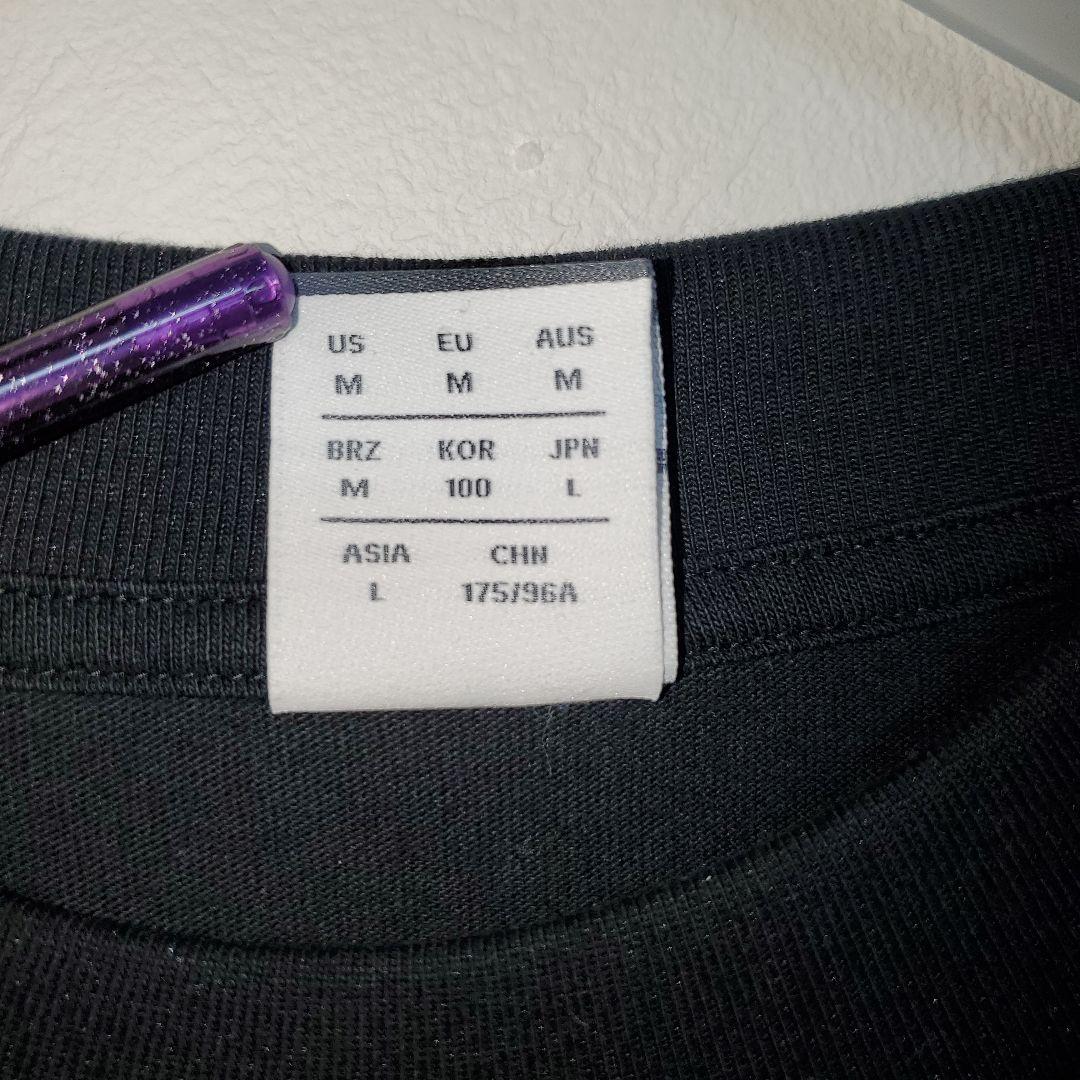 US EU AUS
M M M
BRZ KOR JPN
M 100 L
ASIA CHN
L 175/96A